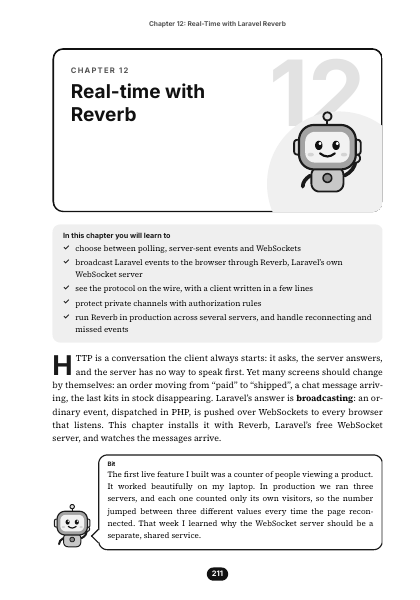 Chapter 12: Real-Time with Laravel Reverb
CHAPTER 12
12
Real-time with
Reverb
In this chapter you will learn to
✓ choose between polling, server-sent events and WebSockets
✓ broadcast Laravel events to the browser through Reverb, Laravel's own
WebSocket server
✓ see the protocol on the wire, with a client written in a few lines
✓ protect private channels with authorization rules
✓ run Reverb in production across several servers, and handle reconnecting and
missed events
HTTP is a conversation the client always starts: it asks, the server answers,
and the server has no way to speak first. Yet many screens should change
by themselves: an order moving from “paid” to “shipped”, a chat message arriv-
ing, the last kits in stock disappearing. Laravel's answer is broadcasting: an or-
dinary event, dispatched in PHP, is pushed over WebSockets to every browser
that listens. This chapter installs it with Reverb, Laravel's free WebSocket
server, and watches the messages arrive.
Bit
The first live feature I built was a counter of people viewing a product.
It worked beautifully on my laptop. In production we ran three
servers, and each one counted only its own visitors, so the number
jumped between three different values every time the page recon-
nected. That week I learned why the WebSocket server should be a
separate, shared service.
211